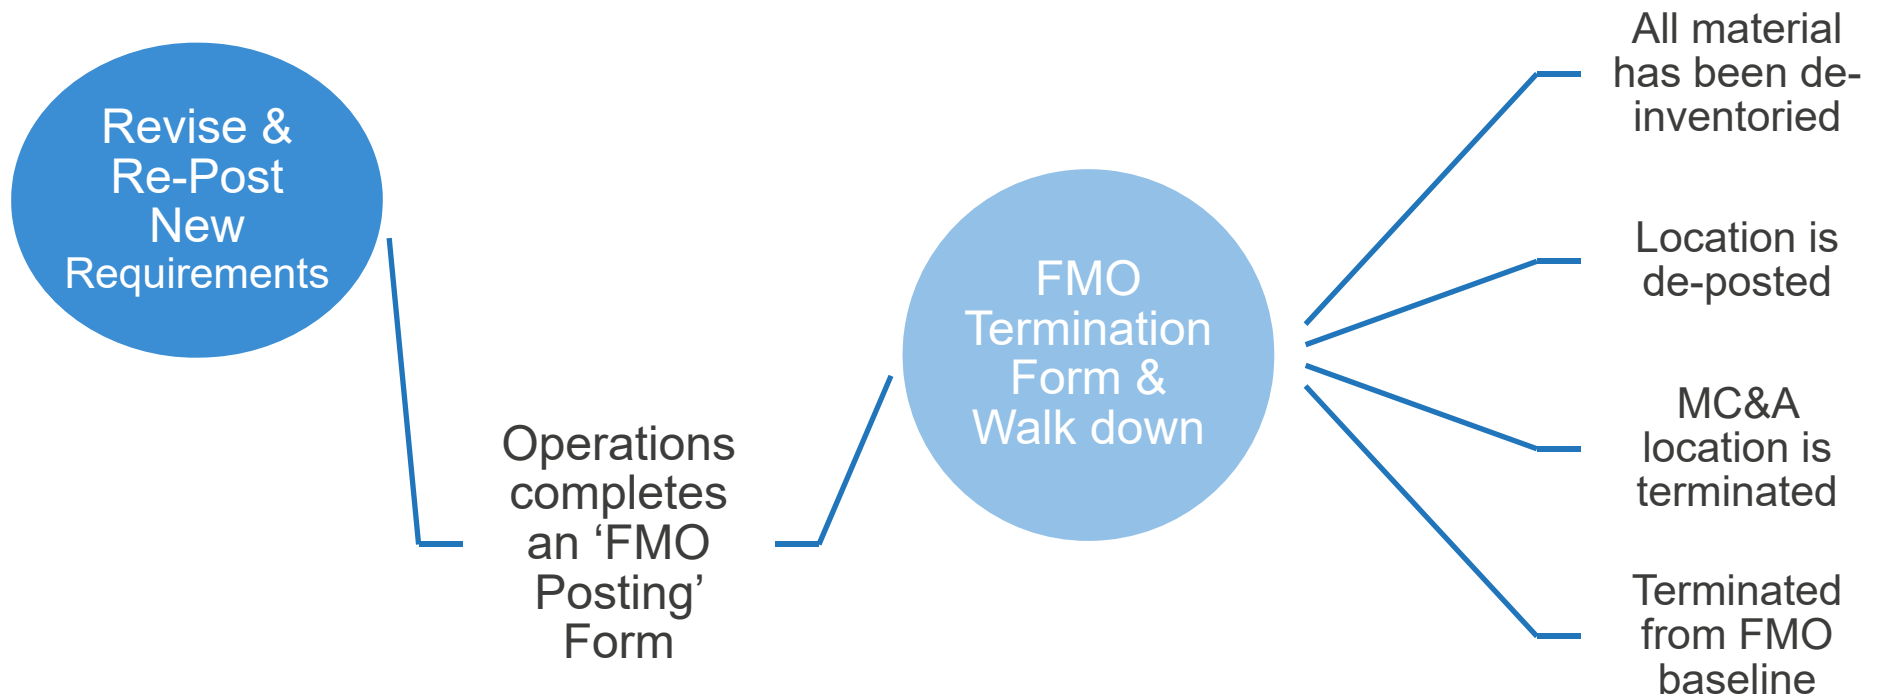 Revise &
Re-Post
New
Requirements
Operations
completes
an ‘FMO
Posting’
Form
FMO
Termination
Form &
Walk down
All material
has been de-
inventoried
Location is
de-posted
MC&A
location is
terminated
Terminated
from FMO
baseline